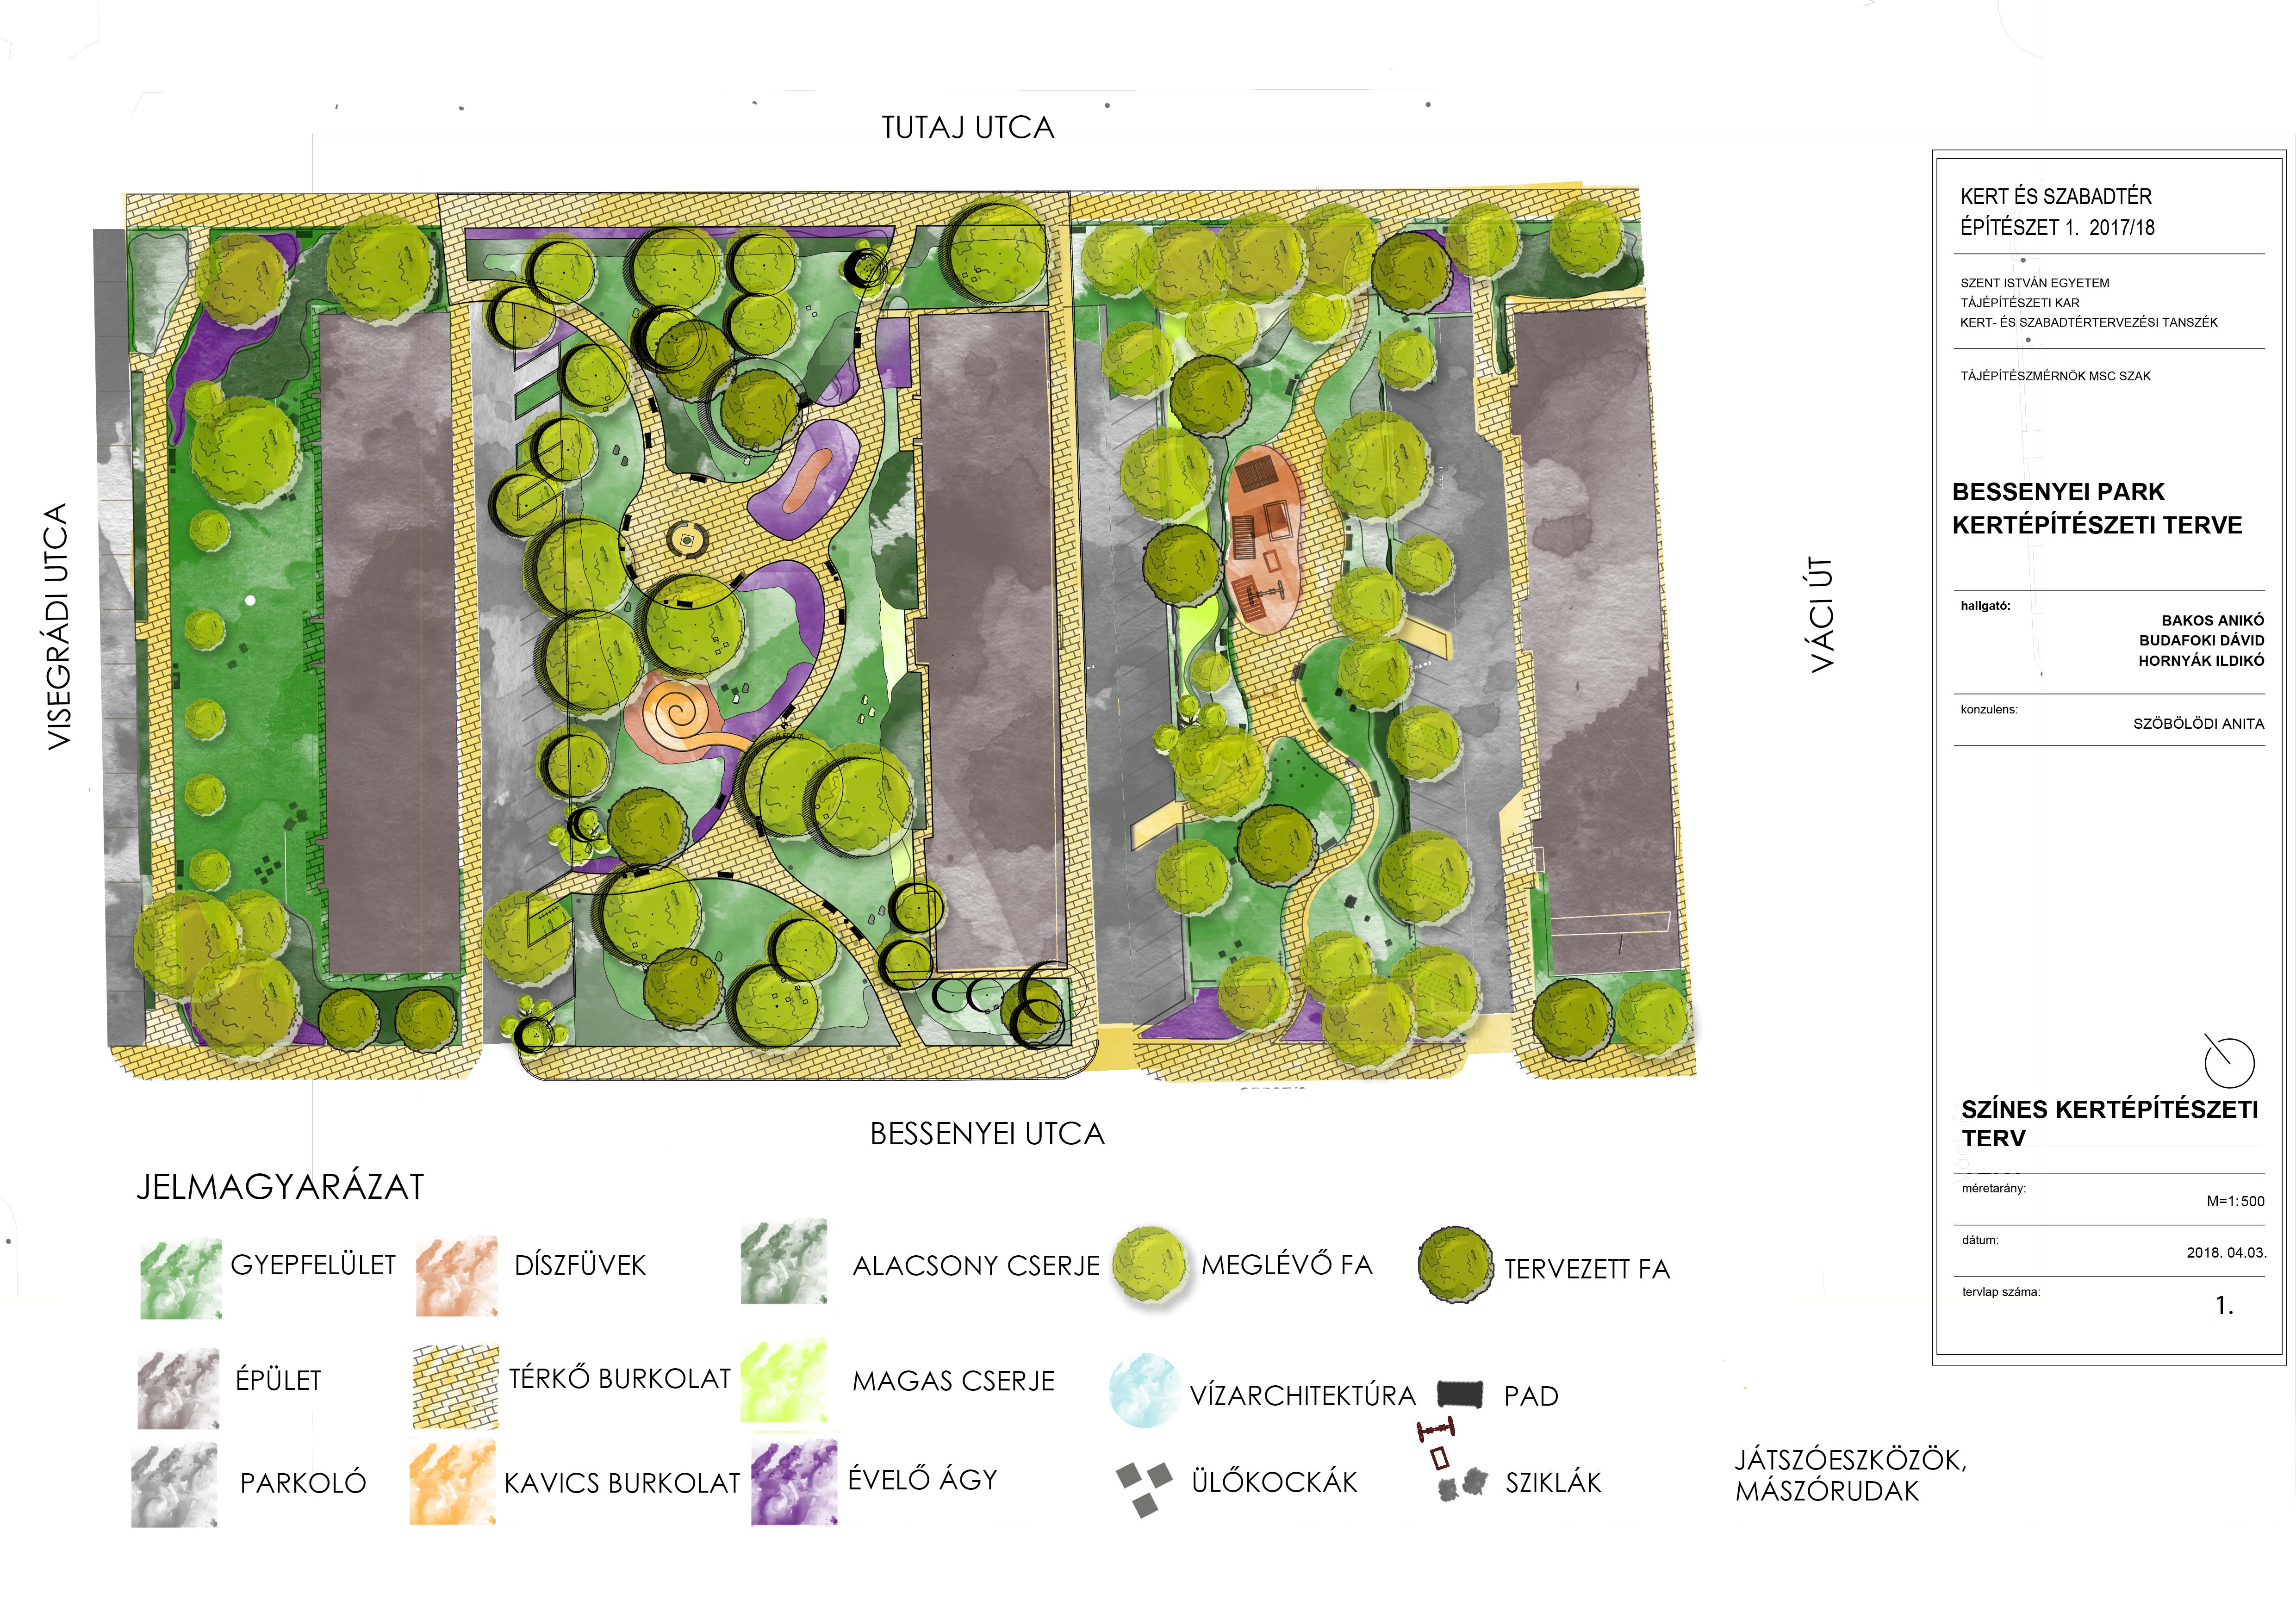 TUTAJ UTCA
VISEGRÁDI UTCA
VÁCI ÚT
BESSENYEI UTCA
JELMAGYARÁZAT
GYEPFELÜLET
DÍSZFÜVEK
ALACSONY CSERJE
MEGLÉVŐ FA
TERVEZETT FA
ÉPÜLET
TÉRKŐ BURKOLAT
MAGAS CSERJE
VÍZARCHITEKTÚRA
PAD
PARKOLÓ
KAVICS BURKOLAT
ÉVELŐ ÁGY
ÜLŐKOCKÁK
SZIKLÁK
JÁTSZÓESZKÖZÖK,
MÁSZÓRUDAK
KERT ÉS SZABADTÉR
ÉPÍTÉSZET 1. 2017/18
SZENT ISTVÁN EGYETEM
TÁJÉPÍTÉSZETI KAR
KERT- ÉS SZABADTÉRTERVEZÉSI TANSZÉK
TÁJÉPÍTÉSZMÉRNÖK MSC SZAK
BESSENYEI PARK
KERTÉPÍTÉSZETI TERVE
hallgató:
BAKOS ANIKÓ
BUDAFOKI DÁVID
HORNYÁK ILDIKÓ
konzulens:
SZÖBÖLÖDI ANITA
SZÍNES KERTÉPÍTÉSZETI
TERV
méretarány:
M=1:500
dátum:
2018. 04.03.
tervlap száma:
1.